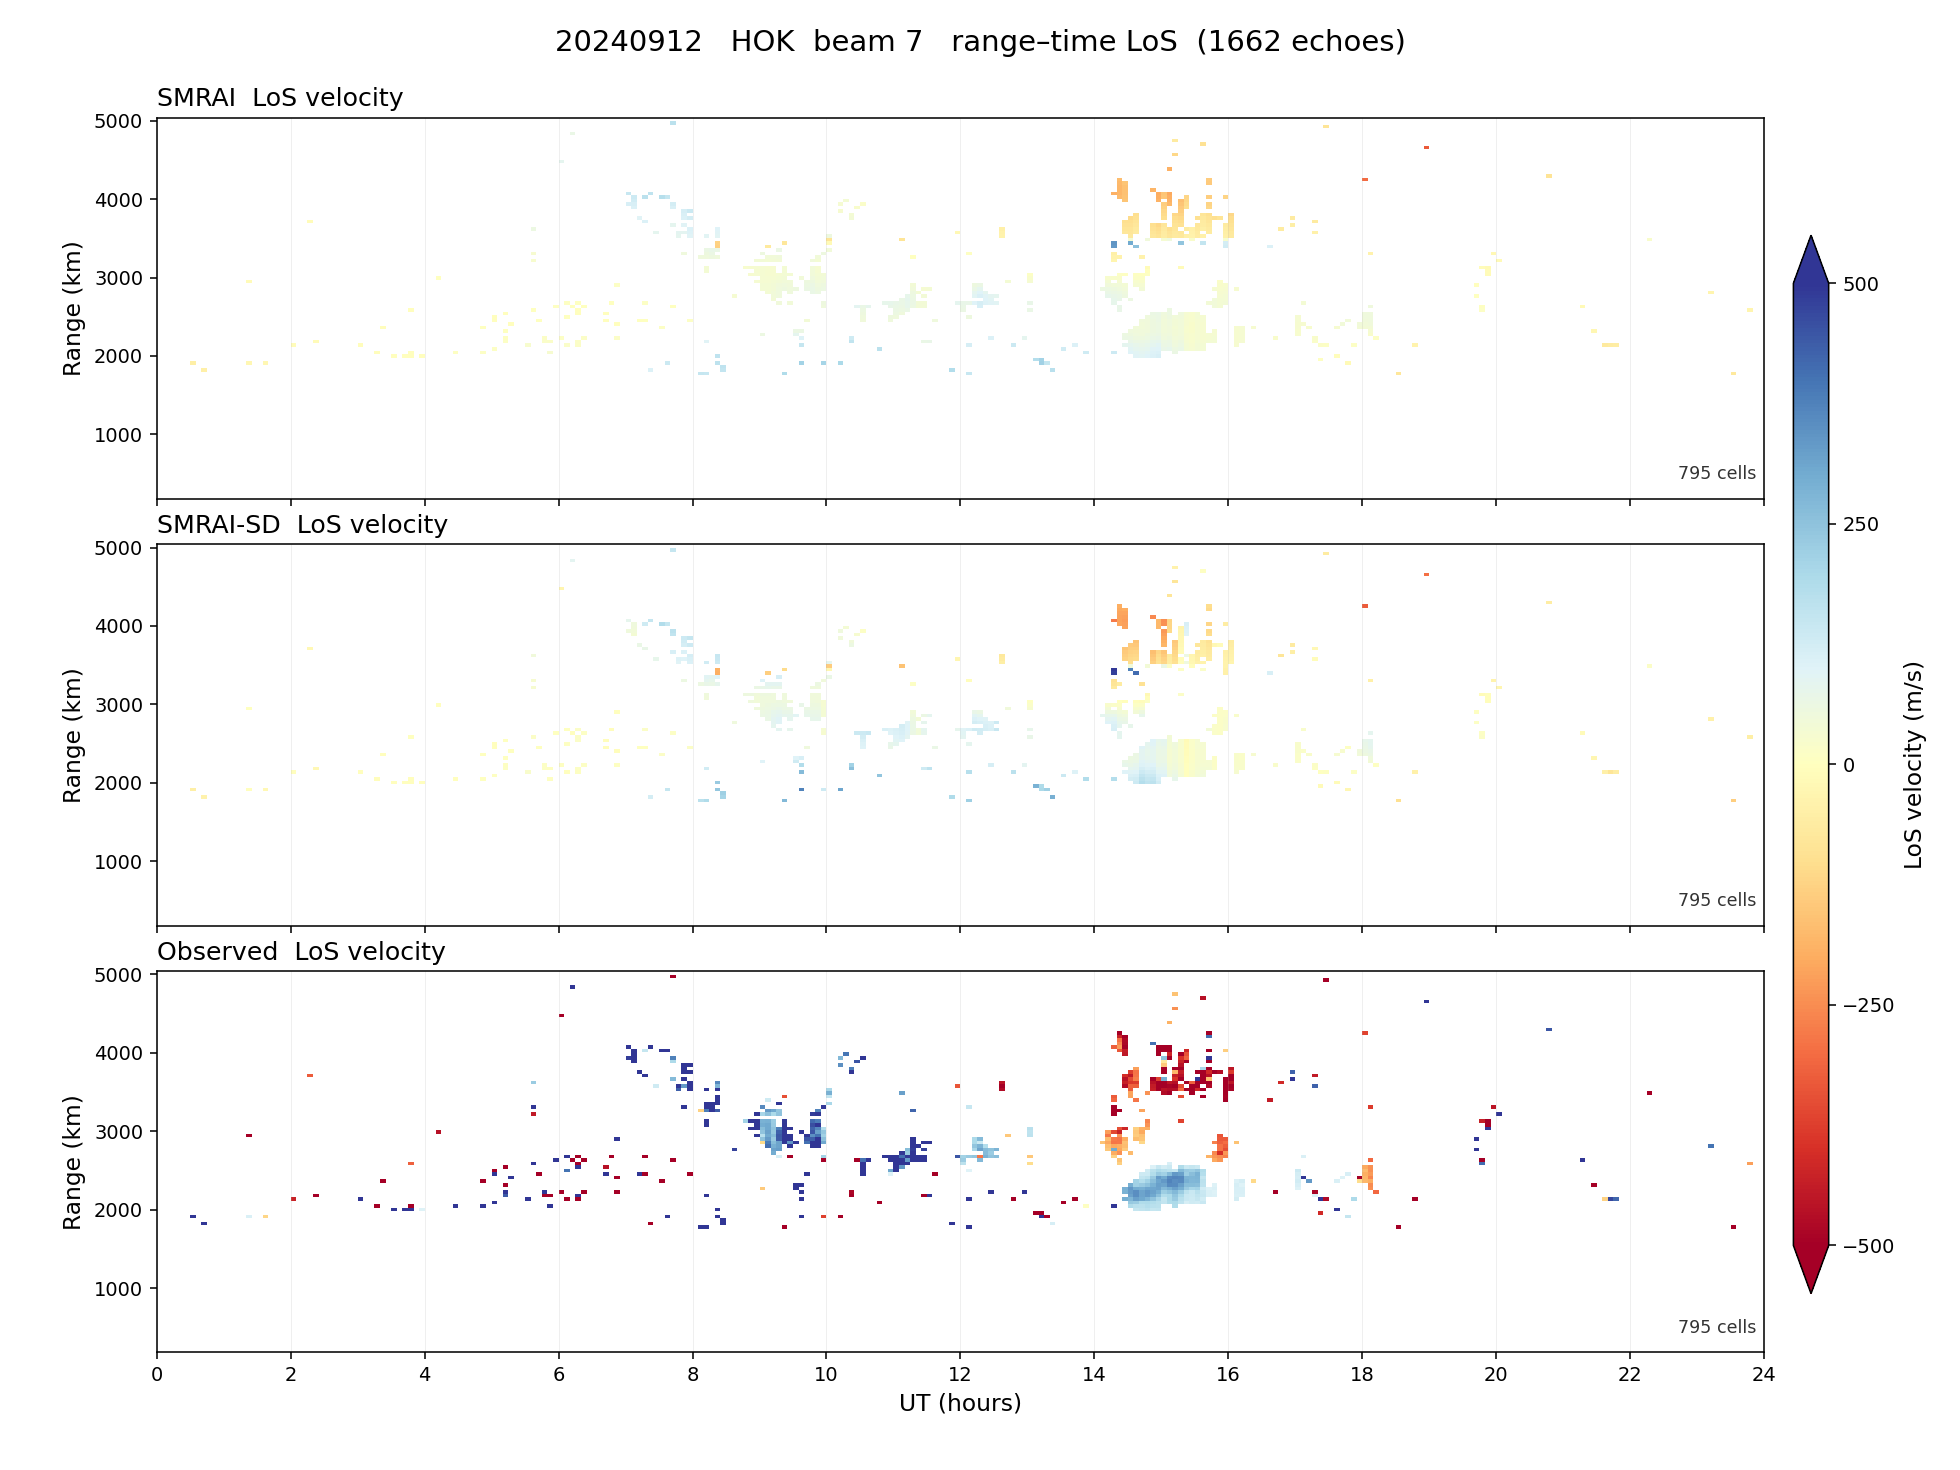 20240912   HOK  beam 7   range–time LoS  (1662 echoes)
SMRAI  LoS velocity
5000
4000
3000
2000
1000
Range (km)
795 cells
SMRAI-SD  LoS velocity
5000
4000
3000
2000
1000
Range (km)
795 cells
Observed  LoS velocity
5000
4000
3000
2000
1000
Range (km)
795 cells
0 2 4 6 8 10 12 14 16 18 20 22 24
UT (hours)
500
250
0
−250
−500
LoS velocity (m/s)